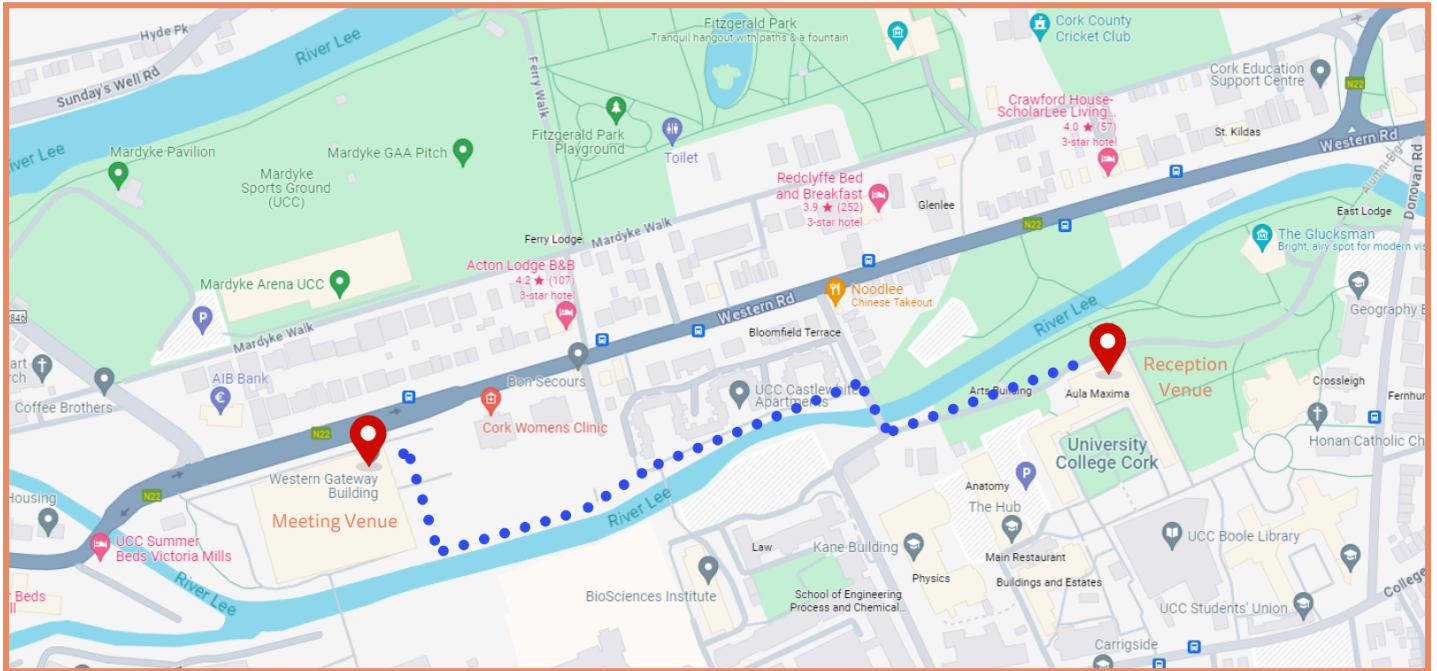 Hyde Pk
River Lee
Sunday's Well Rd
Ferry Walk
Fitzgerald Park
Tranquil hangout with paths & a fountain
Cork County
Cricket Club
Cork Education
Support Centre
N22
Crawford House-
ScholarLee Living...
4.0 ★ (57)
3-star hotel
St. Kildas
Western Rd
Donovan Rd
River Lee
Mardyke Pavilion
Mardyke GAA Pitch
Mardyke
Sports Ground
(UCC)
Fitzgerald Park
Playground
Toilet
Redclyffe Bed
and Breakfast
3.9 ★ (252)
3-star hotel
Glenlee
N22
East Lodge
The Glucksman
Bright, airy spot for modern vis
Ferry Lodge
Mardyke Walk
Acton Lodge B&B
4.2 ★ (107)
3-star hotel
Mardyke Arena UCC
P
Noodlee
Chinese Takeout
Western Rd
Bloomfield Terrace
River Lee
Geography B
846
Mardyke Walk
AIB Bank
Coffee Brothers
Bon Secours
Cork Womens Clinic
UCC Castlewhite
Apartments
Arts Building
Aula Maxima
Reception
Venue
Crossleigh
Fernhur
Honan Catholic Ch
N22
Western Gateway
Building
Meeting Venue
University
College Cork
P
Anatomy
The Hub
Main Restaurant
Buildings and Estates
Housing
N22
UCC Summer
Beds Victoria Mills
River Lee
River Lee
Law
Kane Building
Physics
UCC Boole Library
BioSciences Institute
School of Engineering
Process and Chemical...
UCC Students' Union
College
Carrigside
Beds